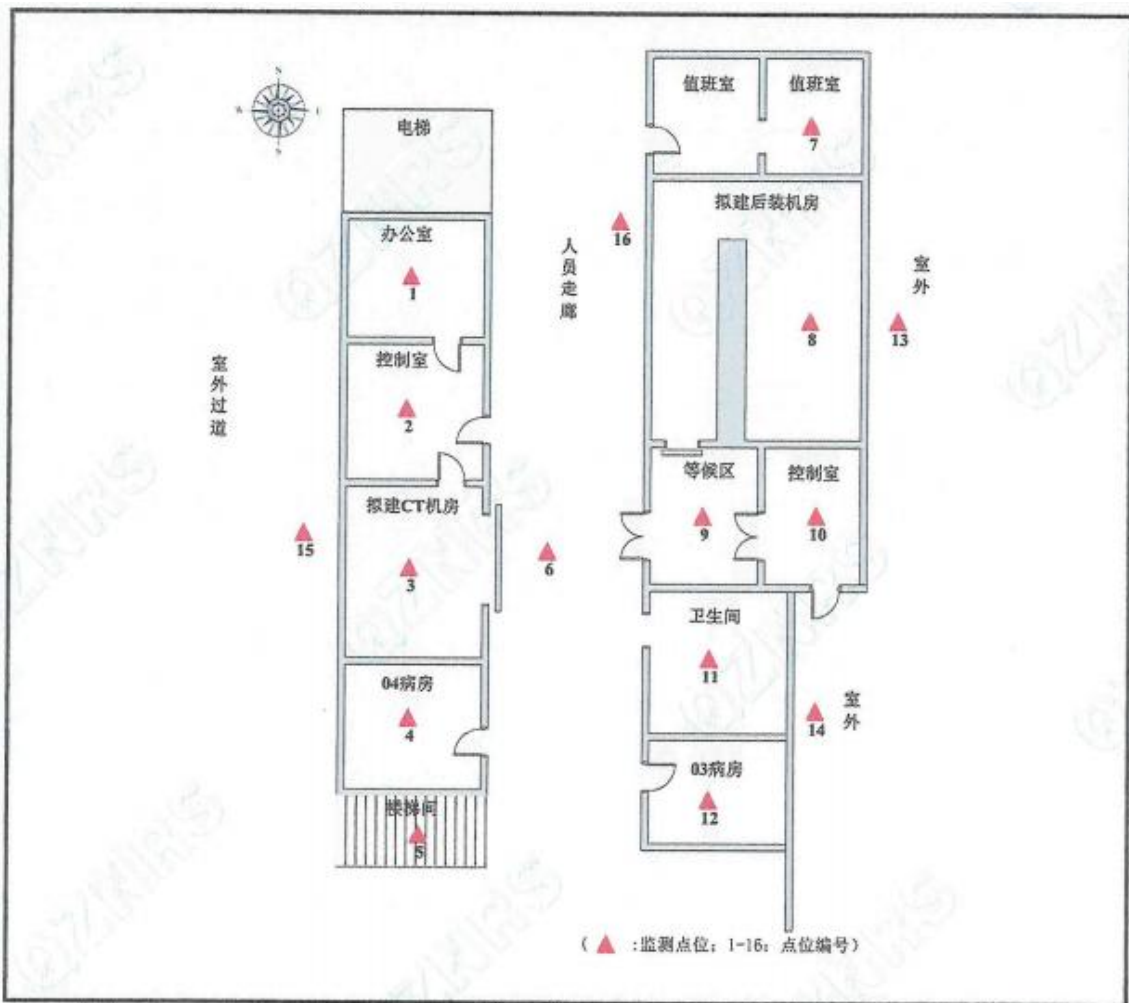 N
W
E
S
电梯
办公室
1
控制室
2
拟建CT机房
3
04病房
4
楼梯间
5
室外过道
15
人员走廊
6
16
值班室
值班室
7
拟建后装机房
8
室外
13
等候区
9
控制室
10
卫生间
11
室外
14
03病房
12
( :监测点位; 1-16: 点位编号)